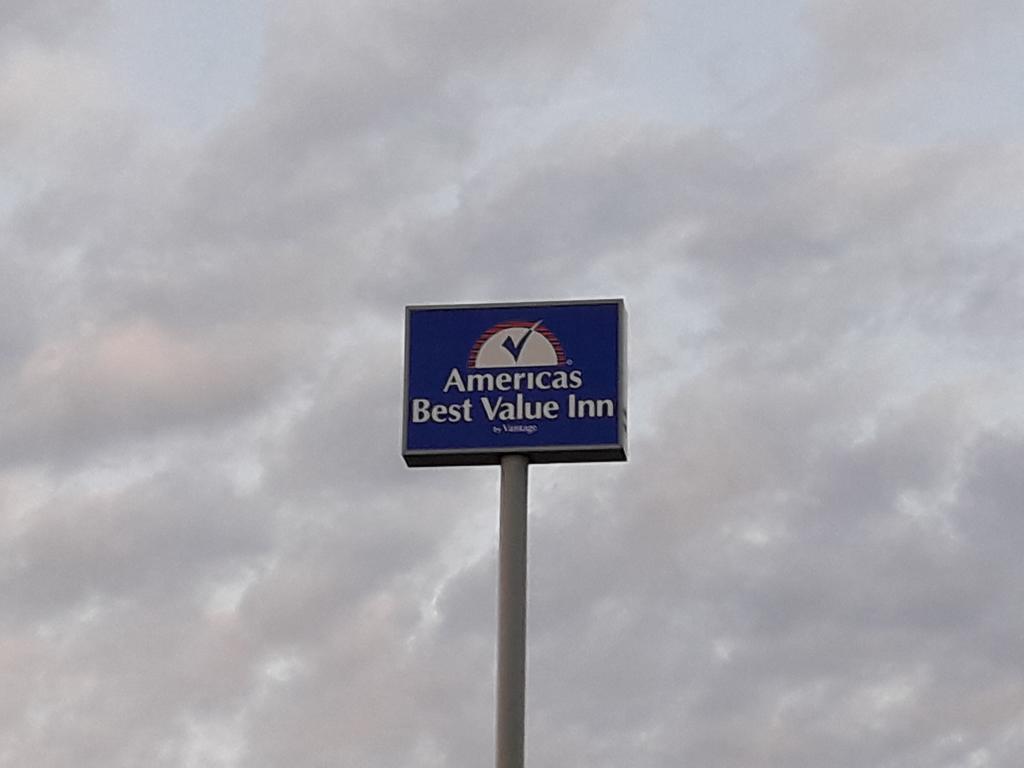 Americas
Best Value Inn
by Vantage